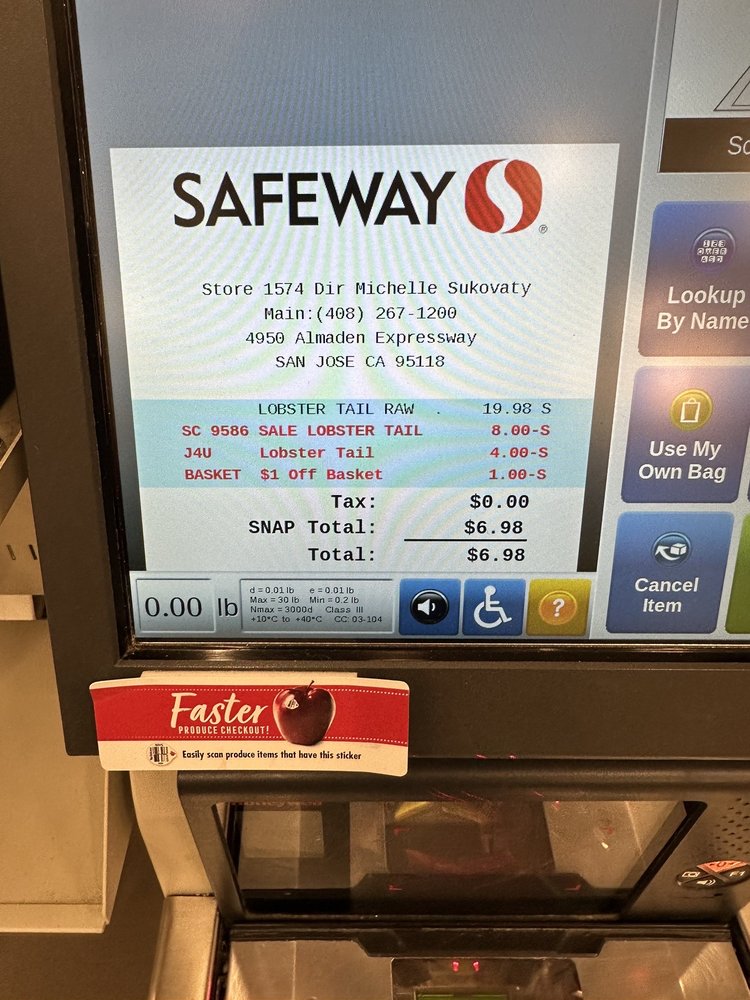 SAFEWAY
®
Store 1574 Dir Michelle Sukovaty
Main:(408) 267-1200
4950 Almaden Expressway
SAN JOSE CA 95118
LOBSTER TAIL RAW . 19.98 S
SC 9586 SALE LOBSTER TAIL 8.00-S
J4U Lobster Tail 4.00-S
BASKET $1 Off Basket 1.00-S
Tax: $0.00
SNAP Total: $6.98
Total: $6.98
Lookup
By Name
Use My
Own Bag
Cancel
Item
0.00 lb
d = 0.01 lb e = 0.01 lb
Max = 30 lb Min = 0.2 lb
Nmax = 3000d Class III
+10°C to +40°C CC: 03-104
?
Faster
PRODUCE CHECKOUT!
Easily scan produce items that have this sticker